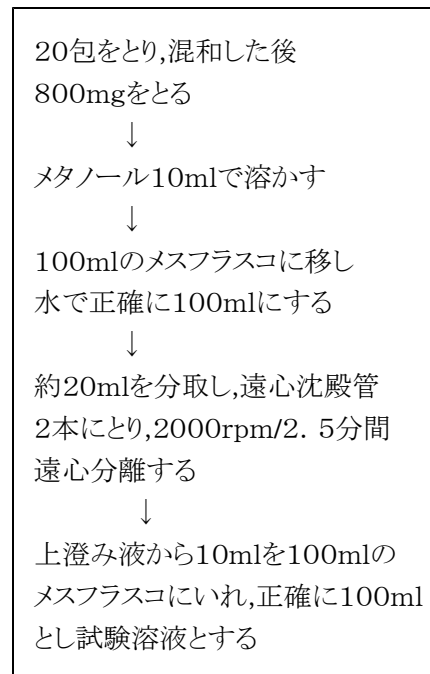 20包をとり,混和した後
800mgをとる
↓
メタノール10mlで溶かす
↓
100mlのメスフラスコに移し
水で正確に100mlにする
↓
約20mlを分取し,遠心沈殿管
2本にとり,2000rpm/2. 5分間
遠心分離する
↓
上澄み液から10mlを100mlの
メスフラスコにいれ,正確に100ml
とし試験溶液とする